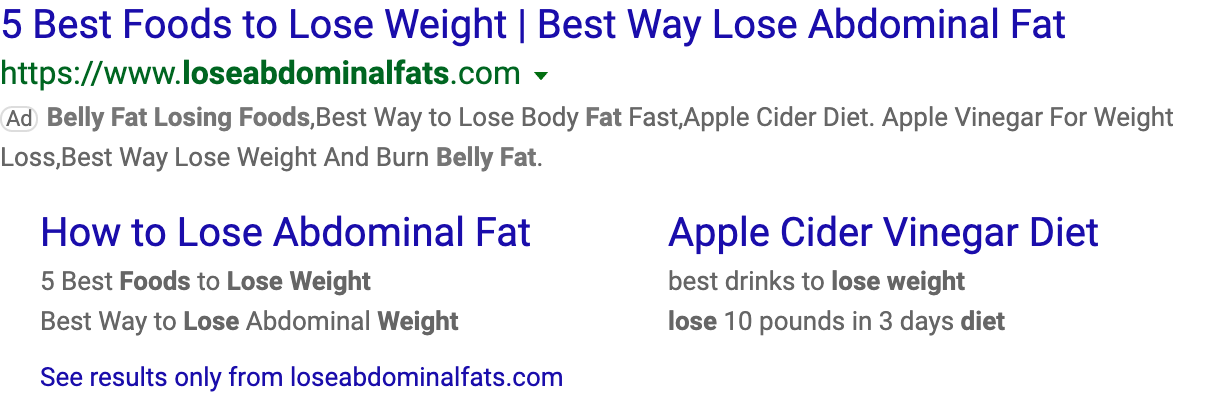 5 Best Foods to Lose Weight | Best Way Lose Abdominal Fat
https://www.loseabdominalfats.com
Ad Belly Fat Losing Foods,Best Way to Lose Body Fat Fast,Apple Cider Diet. Apple Vinegar For Weight
Loss,Best Way Lose Weight And Burn Belly Fat.
How to Lose Abdominal Fat
5 Best Foods to Lose Weight
Best Way to Lose Abdominal Weight
Apple Cider Vinegar Diet
best drinks to lose weight
lose 10 pounds in 3 days diet
See results only from loseabdominalfats.com